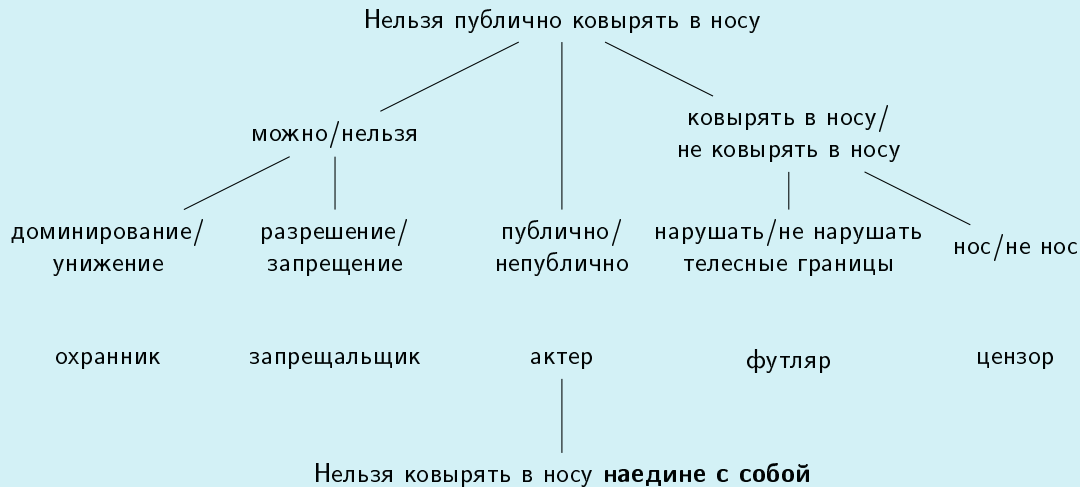 Нельзя публично ковырять в носу
можно/нельзя
ковырять в носу/
не ковырять в носу
доминирование/
унижение
разрешение/
запрещение
публично/
непублично
нарушать/не нарушать
телесные границы
нос/не нос
охранник
запрещальщик
актер
футляр
цензор
Нельзя ковырять в носу наедине с собой